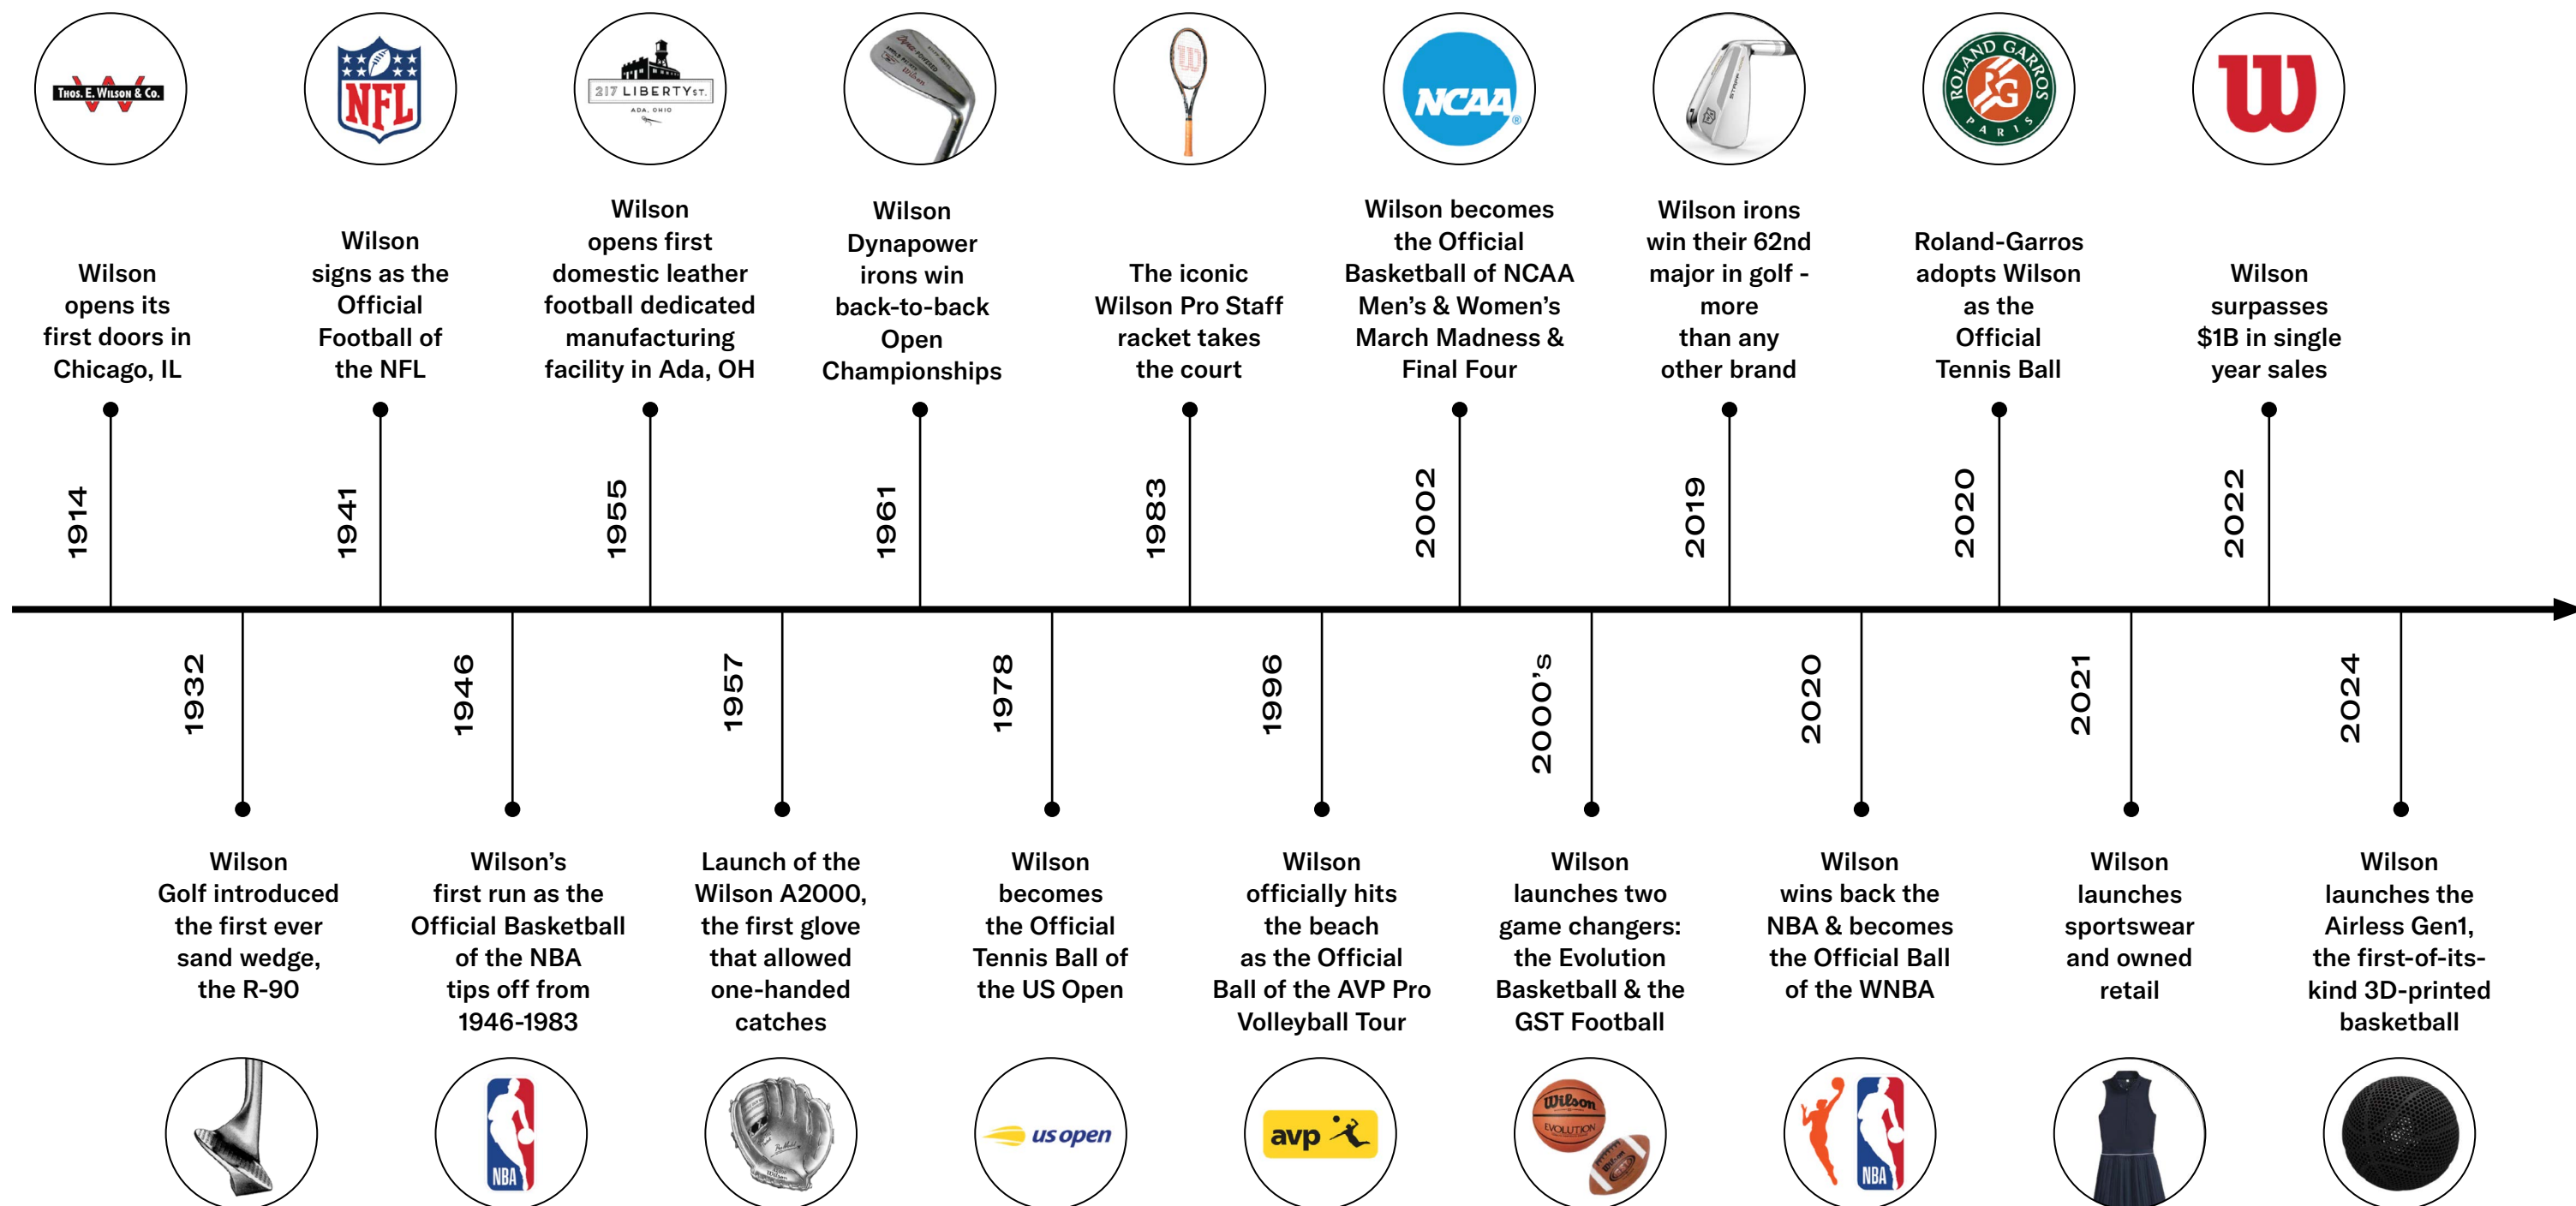 THOS. E. WILSON & CO.
NFL
217 LIBERTY ST.
ADA, OHIO
Wilson
W
NCAA
®
ROLAND GARROS
RG
PARIS
W
Wilson
opens its
first doors in
Chicago, IL
Wilson
signs as the
Official
Football of
the NFL
Wilson
opens first
domestic leather
football dedicated
manufacturing
facility in Ada, OH
Wilson
Dynapower
irons win
back-to-back
Open
Championships
The iconic
Wilson Pro Staff
racket takes
the court
Wilson becomes
the Official
Basketball of NCAA
Men's & Women's
March Madness &
Final Four
Wilson irons
win their 62nd
major in golf -
more
than any
other brand
Roland-Garros
adopts Wilson
as the
Official
Tennis Ball
Wilson
surpasses
$1B in single
year sales
1914
1941
1955
1961
1983
2002
2019
2020
2022
1932
1946
1957
1978
1996
2000's
2020
2021
2024
Wilson
Golf introduced
the first ever
sand wedge,
the R-90
Wilson's
first run as the
Official Basketball
of the NBA
tips off from
1946-1983
Launch of the
Wilson A2000,
the first glove
that allowed
one-handed
catches
Wilson
becomes
the Official
Tennis Ball of
the US Open
Wilson
officially hits
the beach
as the Official
Ball of the AVP Pro
Volleyball Tour
Wilson
launches two
game changers:
the Evolution
Basketball & the
GST Football
Wilson
wins back the
NBA & becomes
the Official Ball
of the WNBA
Wilson
launches
sportswear
and owned
retail
Wilson
launches the
Airless Gen1,
the first-of-its-
kind 3D-printed
basketball
NBA
us open
avp
Wilson
EVOLUTION
Wilson
NBA